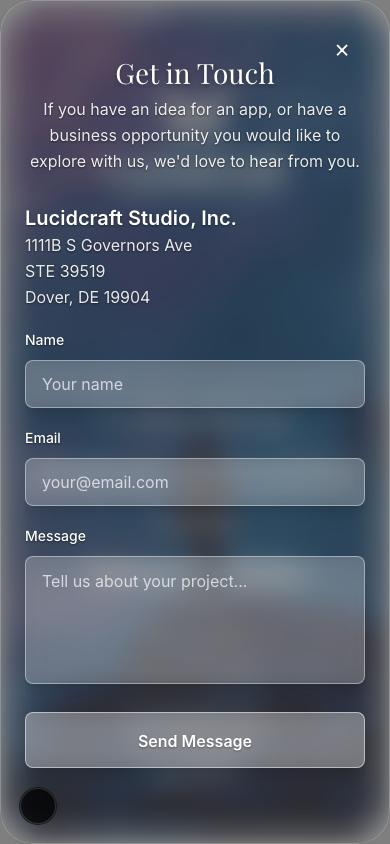 ✕
Get in Touch
If you have an idea for an app, or have a
business opportunity you would like to
explore with us, we'd love to hear from you.
Lucidcraft Studio, Inc.
1111B S Governors Ave
STE 39519
Dover, DE 19904
Name
Your name
Email
your@email.com
Message
Tell us about your project...
Send Message